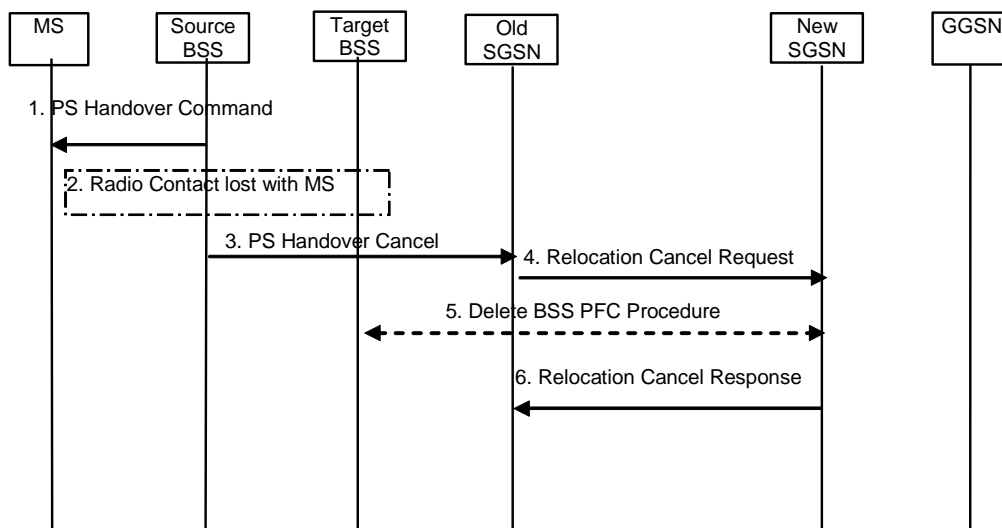 MS
Source
BSS
Target
BSS
Old
SGSN
New
SGSN
GGSN
1. PS Handover Command
2. Radio Contact lost with MS
3. PS Handover Cancel
4. Relocation Cancel Request
5. Delete BSS PFC Procedure
6. Relocation Cancel Response